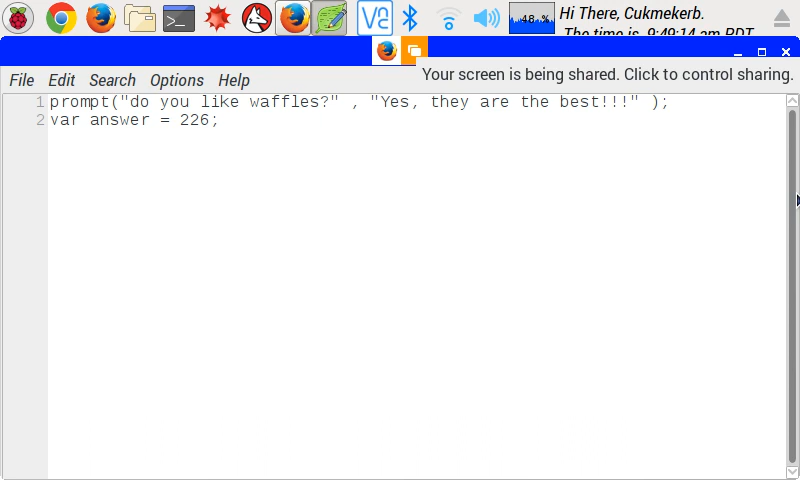 48 %
Hi There, Cukmekerb.
The time is 9:49:14 am PDT
Your screen is being shared. Click to control sharing.
File Edit Search Options Help
1 prompt("do you like waffles?" , "Yes, they are the best!!!" );
2 var answer = 226;